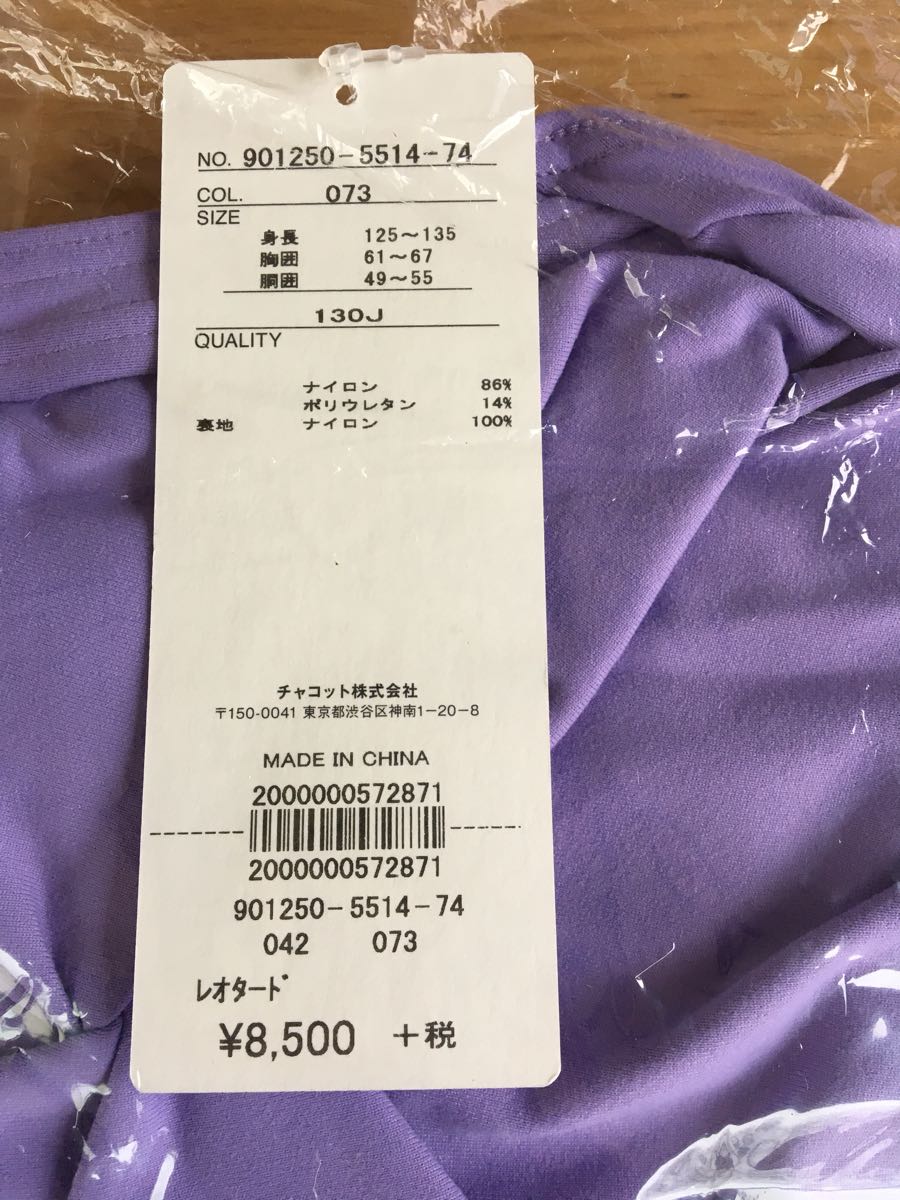 NO. 901250-5514-74
COL. 073
SIZE
身長 125~135
胸囲 61~67
胴囲 49~55
130J
QUALITY
ナイロン 86%
ポリウレタン 14%
裏地 ナイロン 100%
チャコット株式会社
〒150-0041 東京都渋谷区神南1-20-8
MADE IN CHINA
2000000572871
2000000572871
901250-5514-74
042 073
レオタード
¥8,500 +税